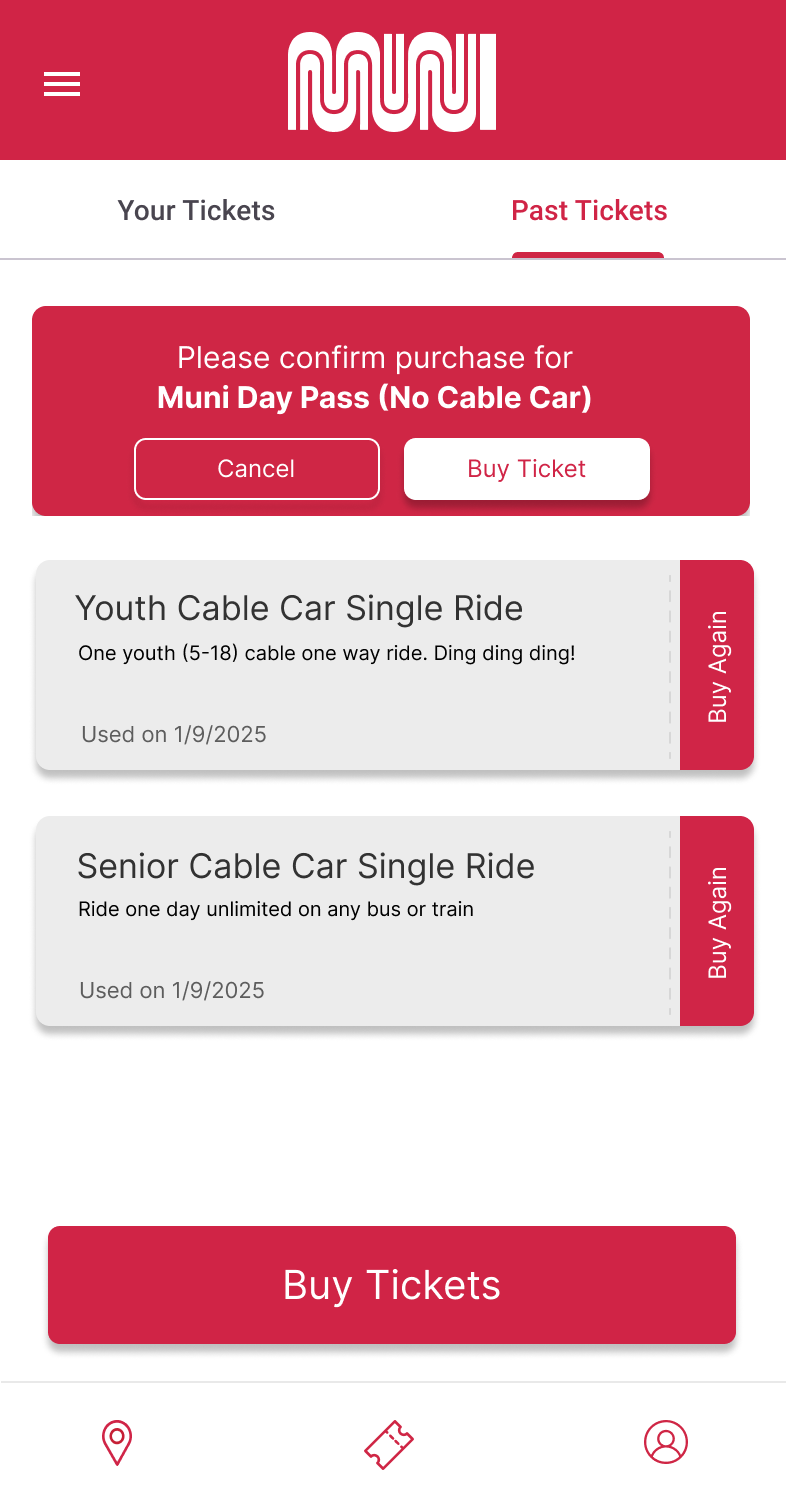 MUNI
Your Tickets
Past Tickets
Please confirm purchase for
Muni Day Pass (No Cable Car)
Cancel
Buy Ticket
Youth Cable Car Single Ride
One youth (5-18) cable one way ride. Ding ding ding!
Used on 1/9/2025
Buy Again
Senior Cable Car Single Ride
Ride one day unlimited on any bus or train
Used on 1/9/2025
Buy Again
Buy Tickets